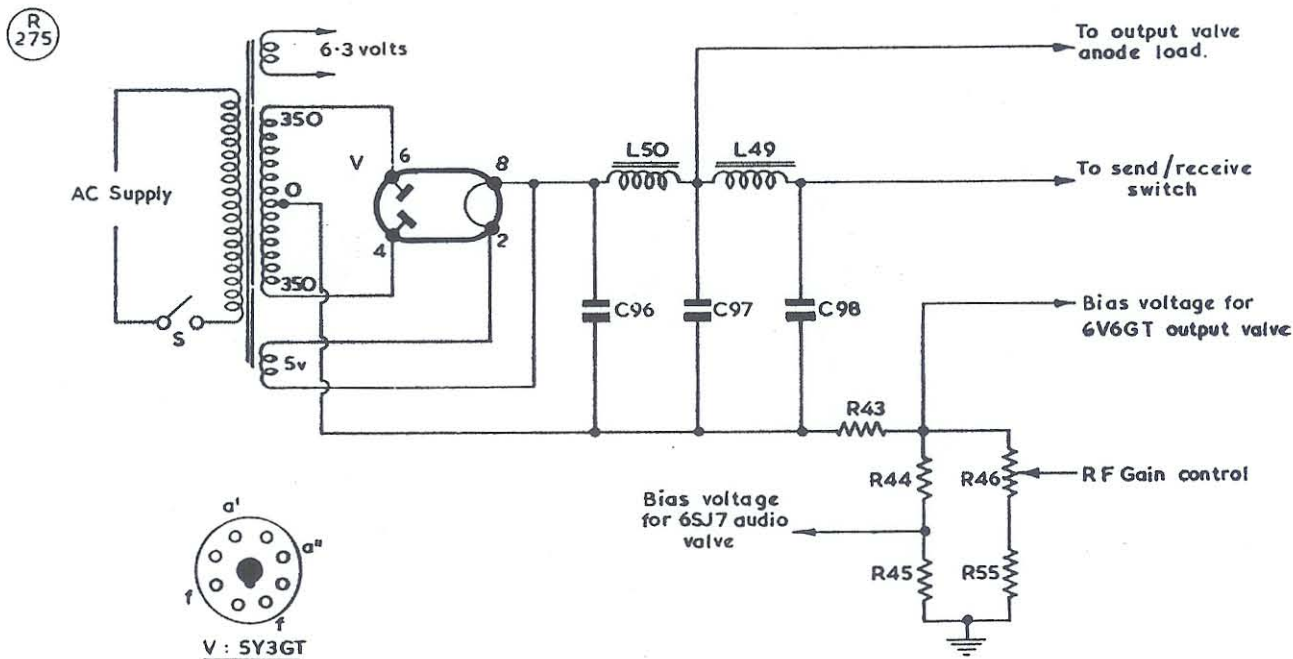 R
275
6·3 volts
To output valve
anode load.
350
V
6
8
L50
L49
AC Supply
O
To send/receive
switch
4
2
350
C96
C97
C98
Bias voltage for
6V6GT output valve
S
5v
R43
R44
R46
RF Gain control
Bias voltage
for 6SJ7 audio
valve
a'
a"
R45
R55
f
f
V : 5Y3GT